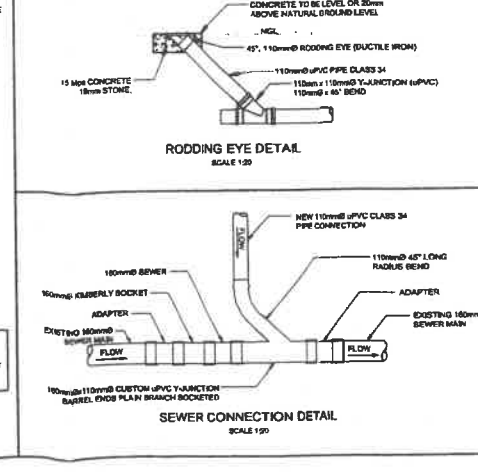 CONCRETE TO BE LEVEL OR 20mm
ABOVE NATURAL GROUND LEVEL
NGL
45°, 110mmØ RODDING EYE (DUCTILE IRON)
110mmØ uPVC PIPE CLASS 34
110mm x 110mmØ Y-JUNCTION (uPVC)
110mmØ x 45° BEND
15 Mpa CONCRETE
19mm STONE.
RODDING EYE DETAIL
SCALE 1:20
NEW 110mmØ uPVC CLASS 34
PIPE CONNECTION
FLOW
110mmØ 45° LONG
RADIUS BEND
160mmØ SEWER
160mmØ KIMBERLY SOCKET
ADAPTER
ADAPTER
EXISTING 160mmØ
SEWER MAIN
EXISTING 160mm
SEWER MAIN
FLOW
FLOW
160mmØx110mmØ CUSTOM uPVC Y-JUNCTION
BARREL ENDS PLAIN BRANCH SOCKETED
SEWER CONNECTION DETAIL
SCALE